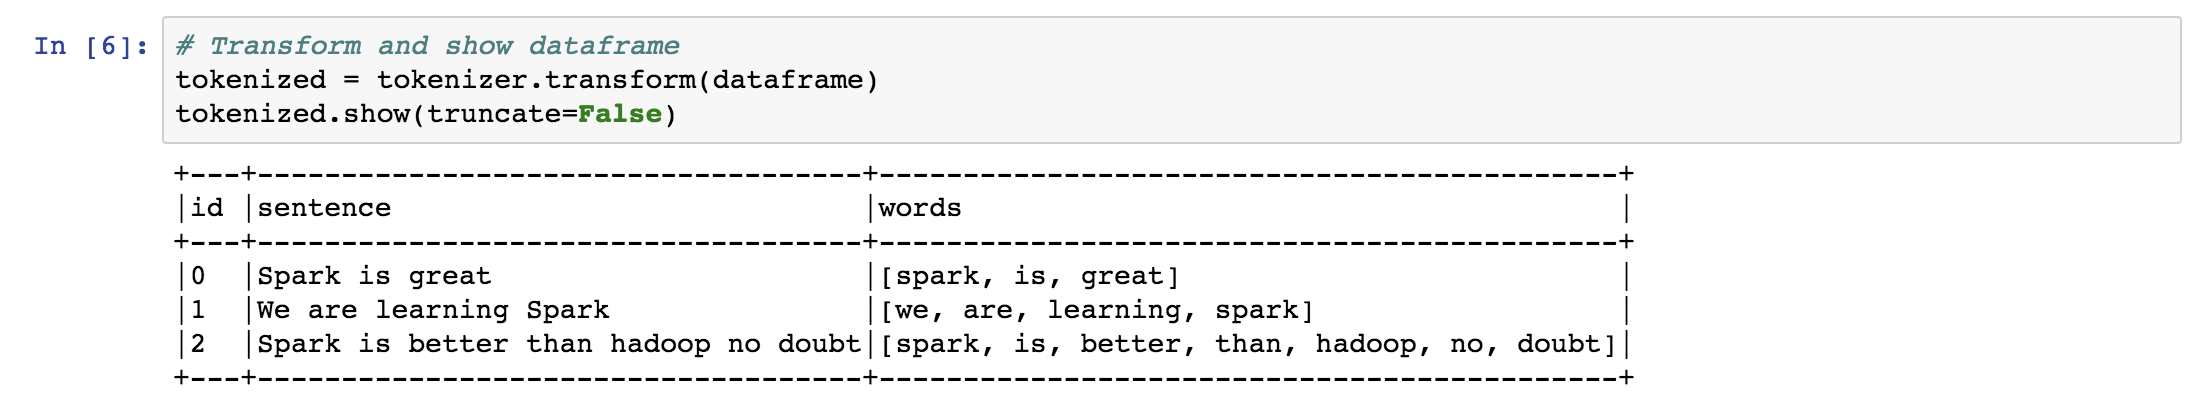 In [6]: # Transform and show dataframe
tokenized = tokenizer.transform(dataframe)
tokenized.show(truncate=False)
+---+------------------------------------+--------------------------------------------+
|id |sentence                            |words                                       |
+---+------------------------------------+--------------------------------------------+
|0  |Spark is great                      |[spark, is, great]                          |
|1  |We are learning Spark               |[we, are, learning, spark]                  |
|2  |Spark is better than hadoop no doubt|[spark, is, better, than, hadoop, no, doubt]|
+---+------------------------------------+--------------------------------------------+